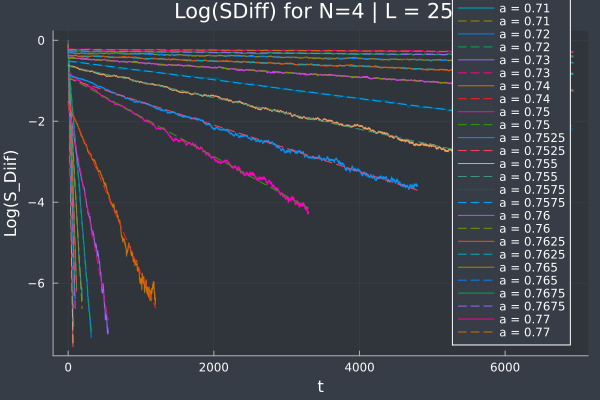 Log(SDiff) for N=4 | L = 25
a = 0.71
a = 0.71
a = 0.72
a = 0.72
a = 0.73
a = 0.73
a = 0.74
a = 0.74
a = 0.75
a = 0.75
a = 0.7525
a = 0.7525
a = 0.755
a = 0.755
a = 0.7575
a = 0.7575
a = 0.76
a = 0.76
a = 0.7625
a = 0.7625
a = 0.765
a = 0.765
a = 0.7675
a = 0.7675
a = 0.77
a = 0.77
Log(S_Diif)
0
−2
−4
−6
0
2000
4000
6000
t